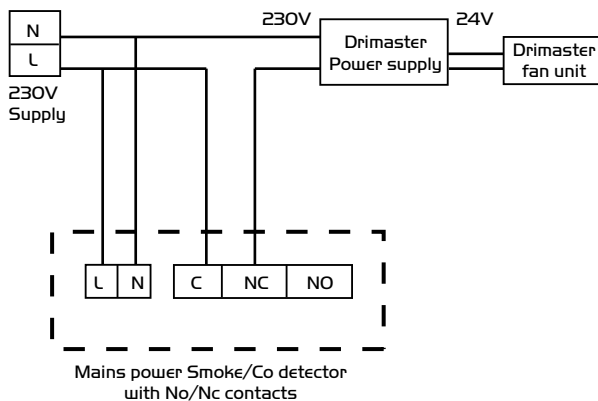 N
L
230V
Supply
230V
Drimaster
Power supply
24V
Drimaster
fan unit
L
N
C
NC
NO
Mains power Smoke/Co detector
with No/Nc contacts